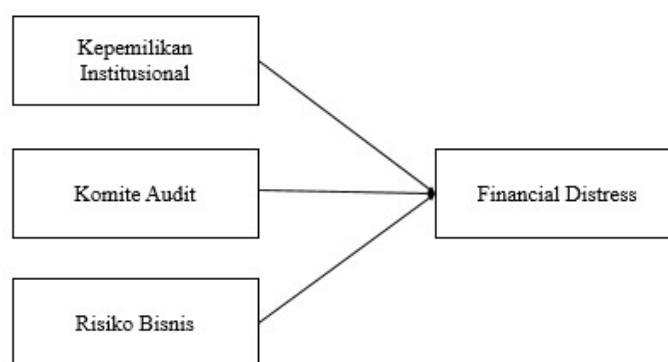 Kepemilikan
Institusional
Komite Audit
Financial Distress
Risiko Bisnis